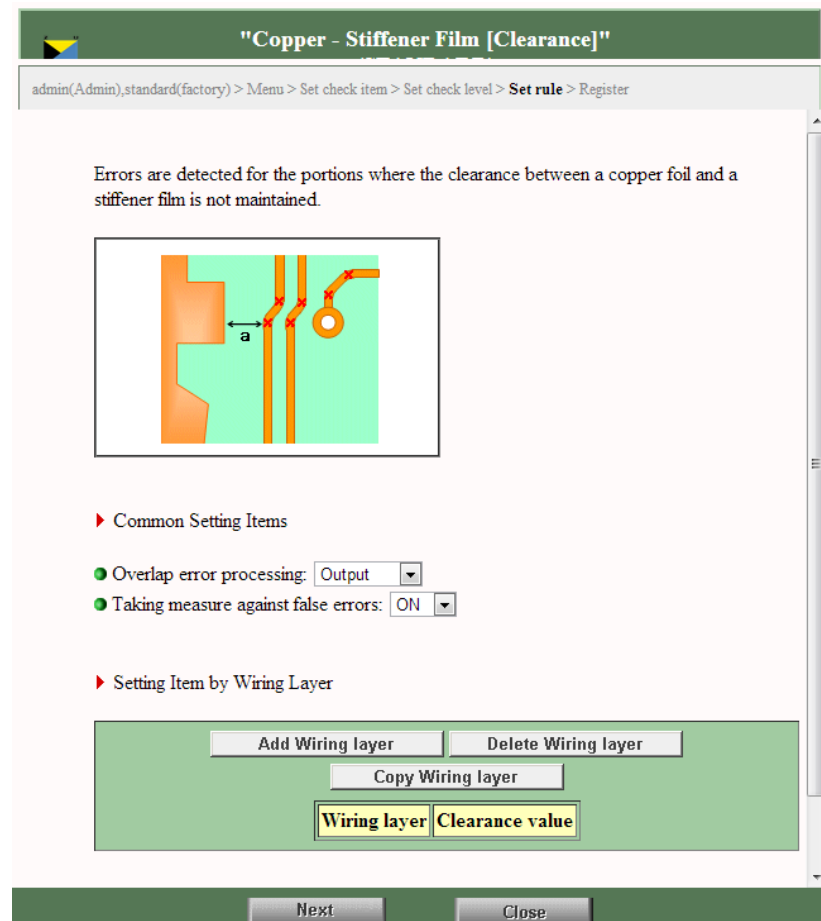 "Copper - Stiffener Film [Clearance]"
admin(Admin),standard(factory) > Menu > Set check item > Set check level > Set rule > Register
Errors are detected for the portions where the clearance between a copper foil and a
stiffener film is not maintained.
a
Common Setting Items
Overlap error processing: Output
Taking measure against false errors: ON
Setting Item by Wiring Layer
Add Wiring layer Delete Wiring layer
Copy Wiring layer
Wiring layer Clearance value
Next Close